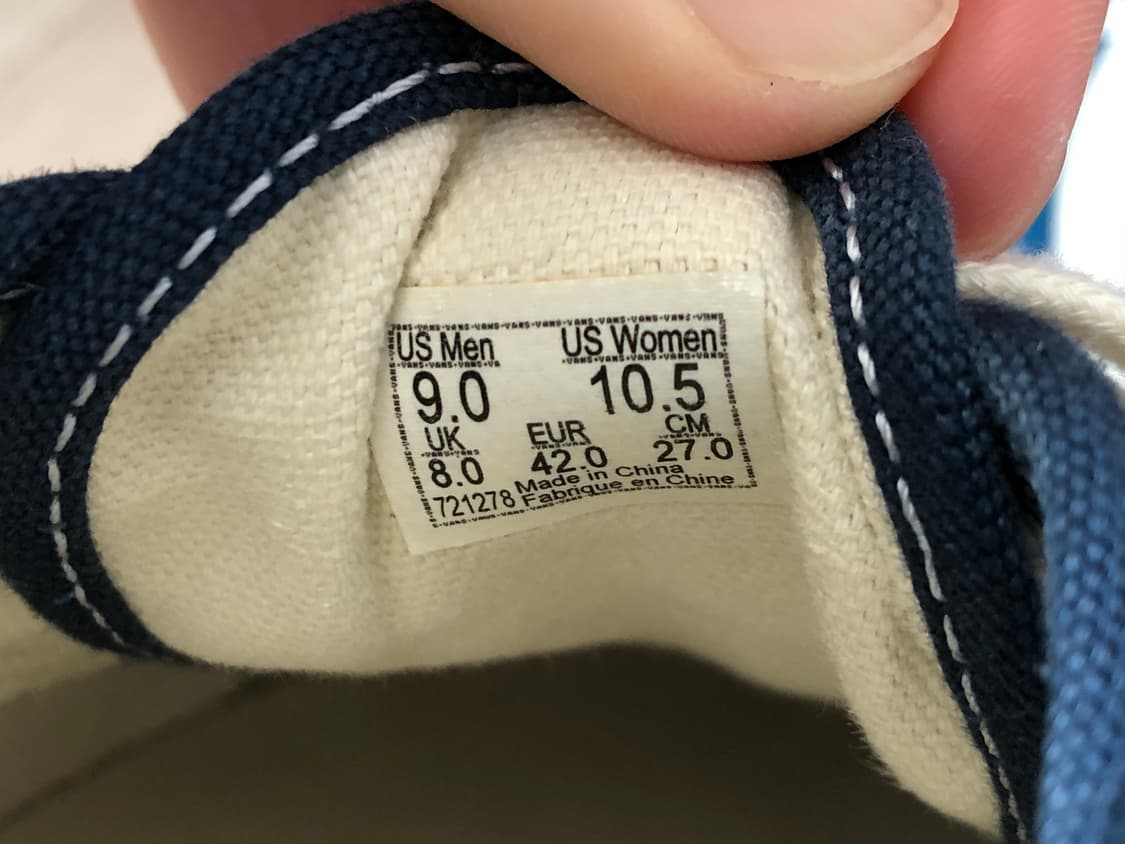 US Men US Women
9.0 10.5
UK EUR CM
8.0 42.0 27.0
Made in China
721278 Fabrique en Chine